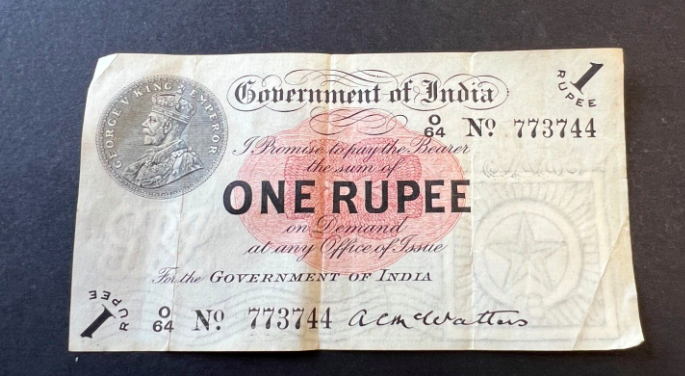 GEORGE V KING EMPEROR
Government of India
1 RUPEE
O/64 Nº 773744
I Promise to pay the Bearer
the sum of
ONE RUPEE
on Demand
at any Office of Issue
For the GOVERNMENT OF INDIA
1 RUPEE
O/64 Nº 773744 A C McWatters